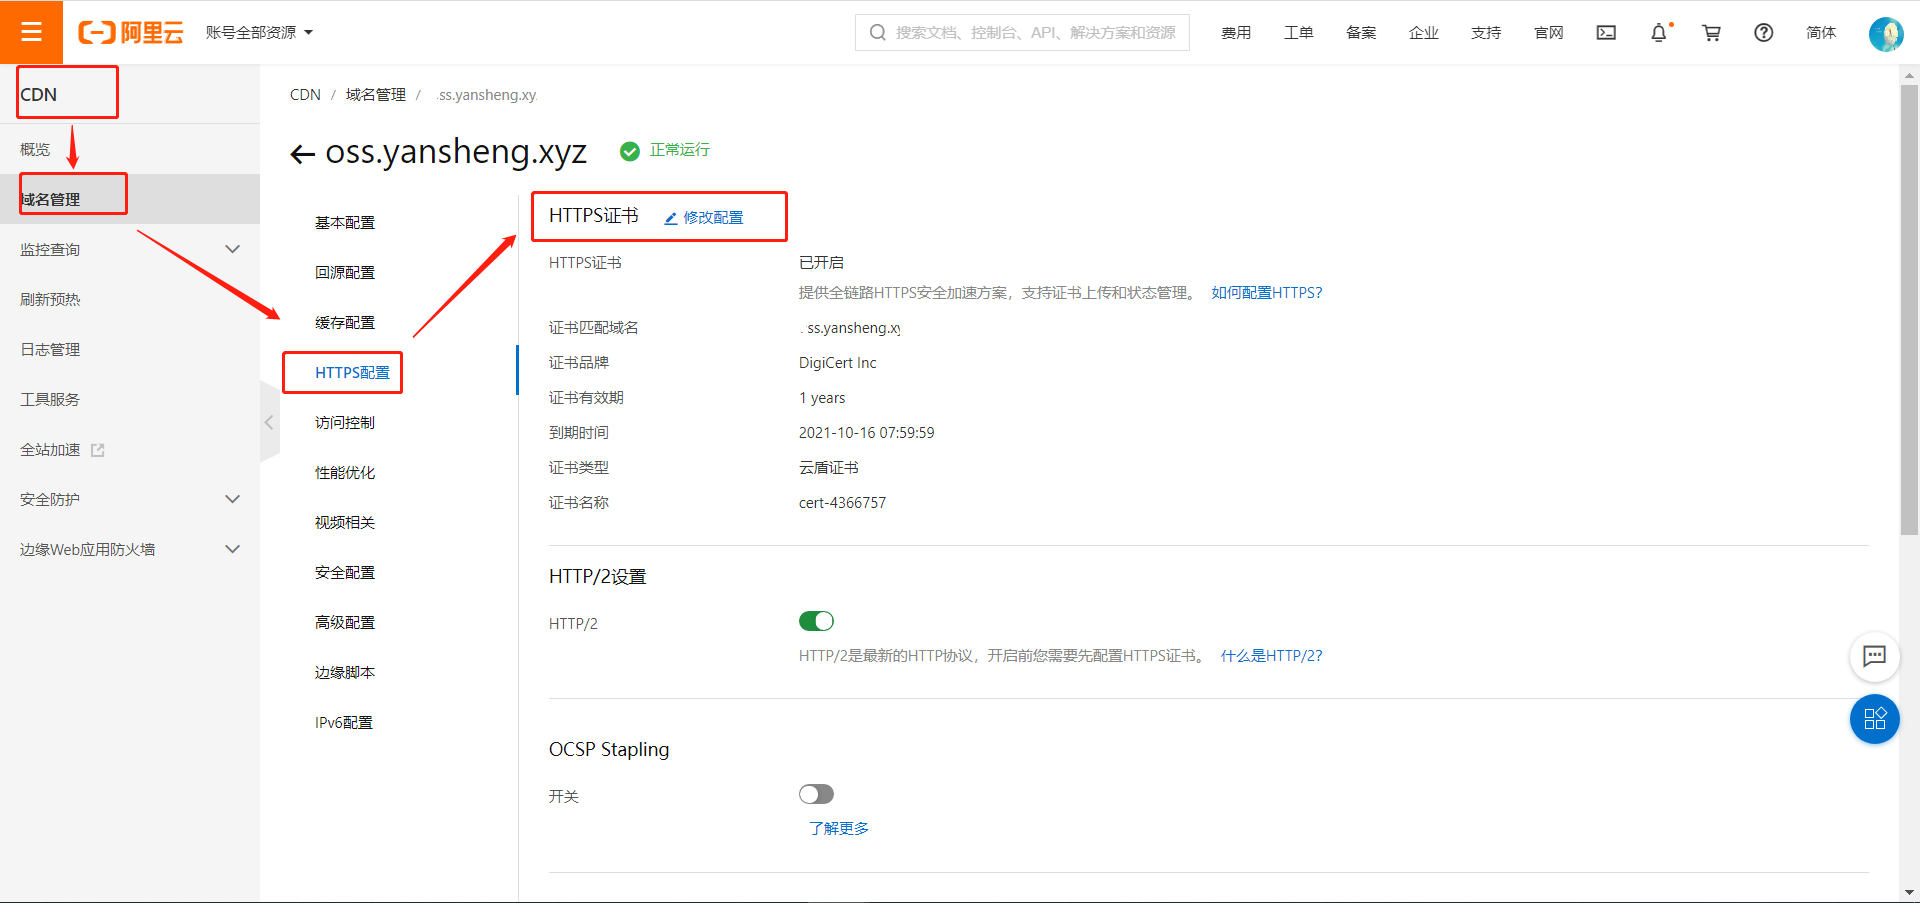 阿里云
账号全部资源
搜索文档、控制台、API、解决方案和资源
费用
工单
备案
企业
支持
官网
简体
CDN
概览
域名管理
监控查询
刷新预热
日志管理
工具服务
全站加速
安全防护
边缘Web应用防火墙
CDN / 域名管理 / .ss.yansheng.xy
oss.yansheng.xyz
正常运行
基本配置
回源配置
缓存配置
HTTPS配置
访问控制
性能优化
视频相关
安全配置
高级配置
边缘脚本
IPv6配置
HTTPS证书 修改配置
HTTPS证书 已开启
提供全链路HTTPS安全加速方案，支持证书上传和状态管理。 如何配置HTTPS?
证书匹配域名 . ss.yansheng.xy
证书品牌 DigiCert Inc
证书有效期 1 years
到期时间 2021-10-16 07:59:59
证书类型 云盾证书
证书名称 cert-4366757
HTTP/2设置
HTTP/2
HTTP/2是最新的HTTP协议，开启前您需要先配置HTTPS证书。 什么是HTTP/2?
OCSP Stapling
开关
了解更多